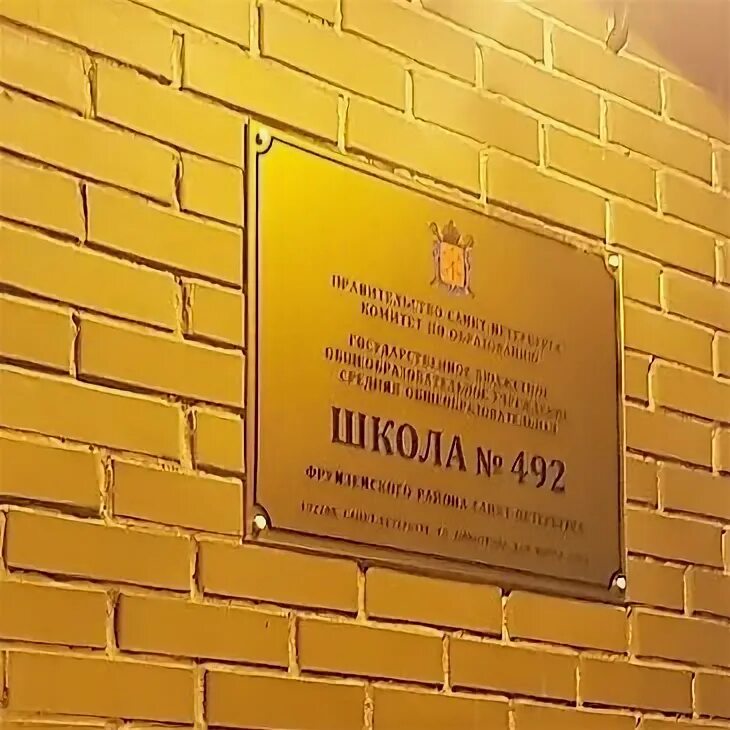 ПРАВИТЕЛЬСТВО САНКТ-ПЕТЕРБУРГА
КОМИТЕТ ПО ОБРАЗОВАНИЮ
ГОСУДАРСТВЕННОЕ БЮДЖЕТНОЕ
ОБЩЕОБРАЗОВАТЕЛЬНОЕ УЧРЕЖДЕНИЕ
СРЕДНЯЯ ОБЩЕОБРАЗОВАТЕЛЬНАЯ
ШКОЛА № 492
ФРУНЗЕНСКОГО РАЙОНА САНКТ-ПЕТЕРБУРГА